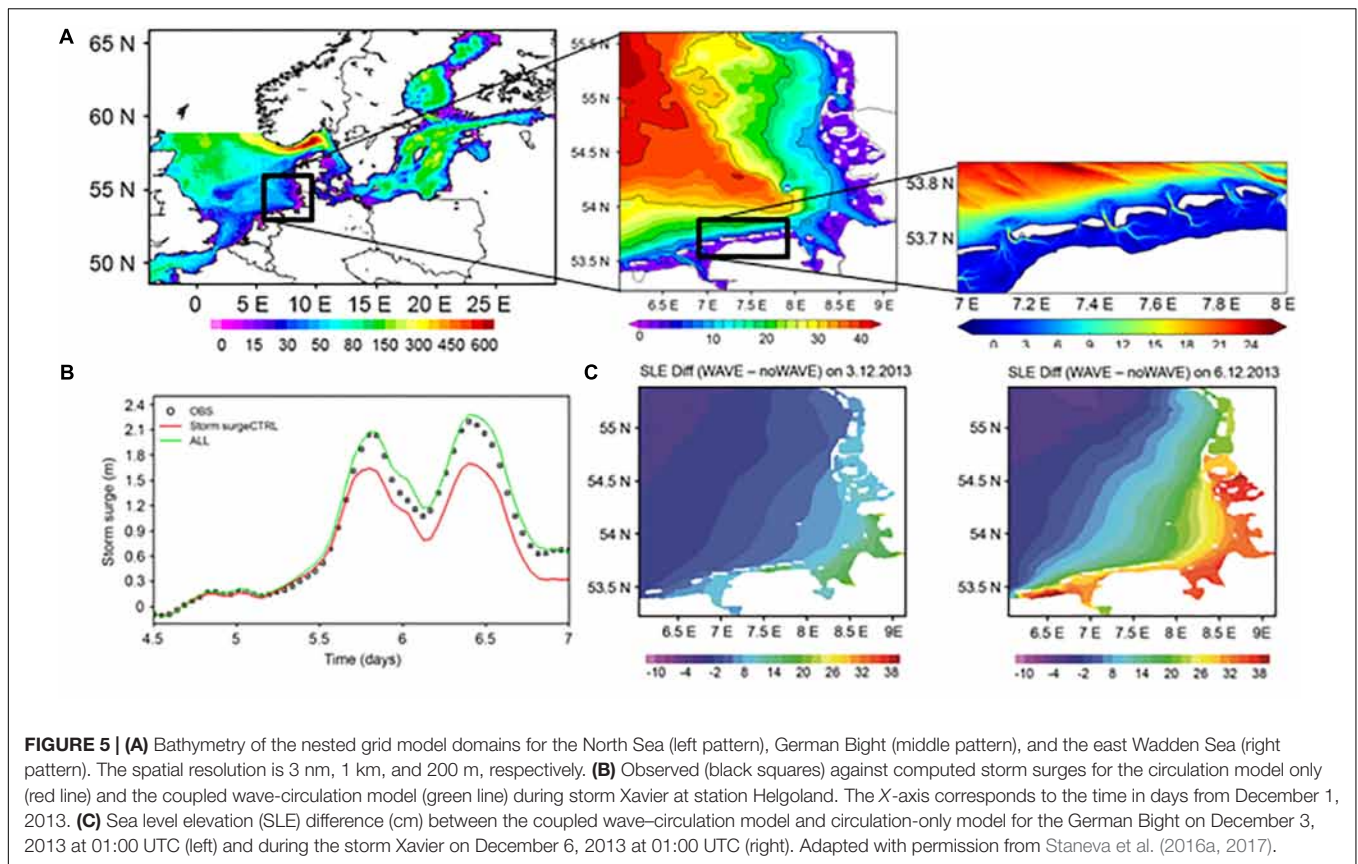 A
65 N
60 N
55 N
50 N
0 5 E 10 E 15 E 20 E 25 E
0 15 30 50 80 150 300 450 600
55.5 N
55 N
54.5 N
54 N
53.5 N
6.5 E 7 E 7.5 E 8 E 8.5 E 9 E
0 10 20 30 40
53.8 N
53.7 N
7 E 7.2 E 7.4 E 7.6 E 7.8 E 8 E
0 3 6 9 12 15 18 21 24
B
Storm surge (m)
2.4
2.1
1.8
1.5
1.2
0.9
0.6
0.3
0
OBS
Storm surgeCTRL
ALL
4.5 5 5.5 6 6.5 7
Time (days)
C
SLE Diff (WAVE – noWAVE) on 3.12.2013
55 N
54.5 N
54 N
53.5 N
6.5 E 7 E 7.5 E 8 E 8.5 E 9E
-10 -4 -2 8 14 20 26 32 38
SLE Diff (WAVE – noWAVE) on 6.12.2013
55 N
54.5 N
54 N
53.5 N
6.5 E 7 E 7.5 E 8 E 8.5 E 9E
-10 -4 -2 8 14 20 26 32 38
FIGURE 5 | (A) Bathymetry of the nested grid model domains for the North Sea (left pattern), German Bight (middle pattern), and the east Wadden Sea (right
pattern). The spatial resolution is 3 nm, 1 km, and 200 m, respectively. (B) Observed (black squares) against computed storm surges for the circulation model only
(red line) and the coupled wave-circulation model (green line) during storm Xavier at station Helgoland. The X-axis corresponds to the time in days from December 1,
2013. (C) Sea level elevation (SLE) difference (cm) between the coupled wave–circulation model and circulation-only model for the German Bight on December 3,
2013 at 01:00 UTC (left) and during the storm Xavier on December 6, 2013 at 01:00 UTC (right). Adapted with permission from Staneva et al. (2016a, 2017).